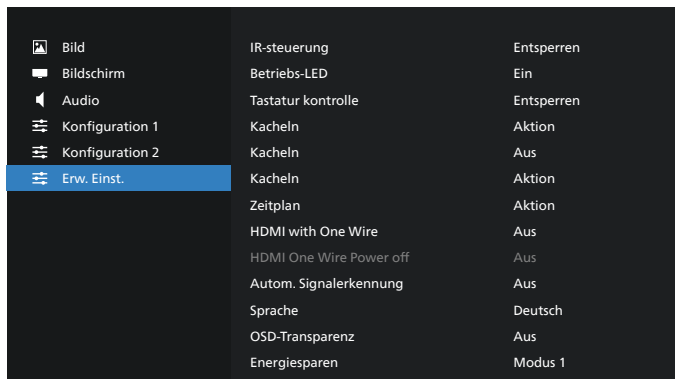 Bild
Bildschirm
Audio
Konfiguration 1
Konfiguration 2
Erw. Einst.
IR-steuerung Entsperren
Betriebs-LED Ein
Tastatur kontrolle Entsperren
Kacheln Aktion
Kacheln Aus
Kacheln Aktion
Zeitplan Aktion
HDMI with One Wire Aus
HDMI One Wire Power off Aus
Autom. Signalerkennung Aus
Sprache Deutsch
OSD-Transparenz Aus
Energiesparen Modus 1